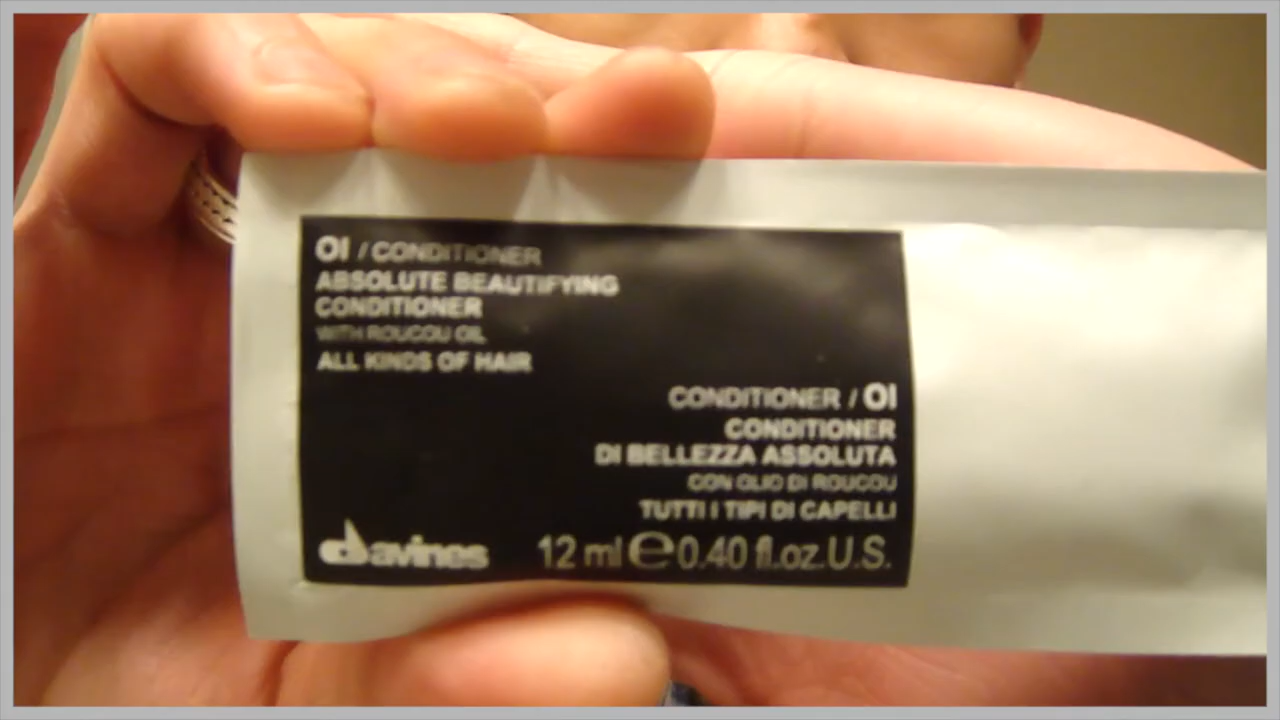 OI / CONDITIONER
ABSOLUTE BEAUTIFYING
CONDITIONER
WITH ROUCOU OIL
ALL KINDS OF HAIR
CONDITIONER / OI
CONDITIONER
DI BELLEZZA ASSOLUTA
CON OLIO DI ROUCOU
TUTTI I TIPI DI CAPELLI
davines 12 ml e 0.40 fl.oz.U.S.